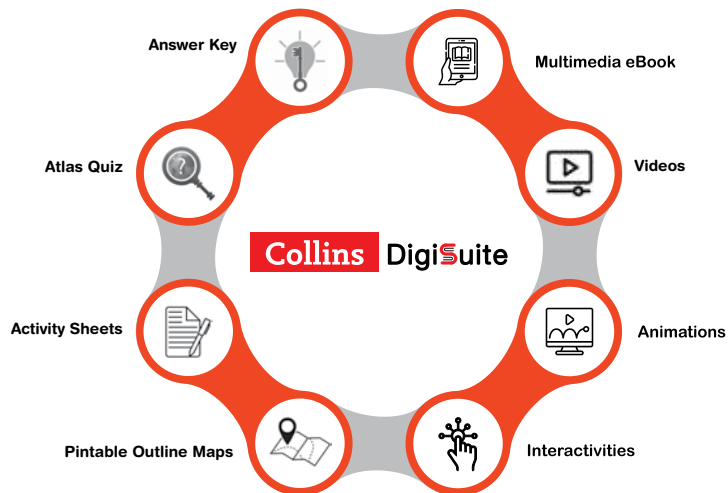 Answer Key
Multimedia eBook
Atlas Quiz
Videos
Collins DigiSuite
Activity Sheets
Animations
Pintable Outline Maps
Interactivities